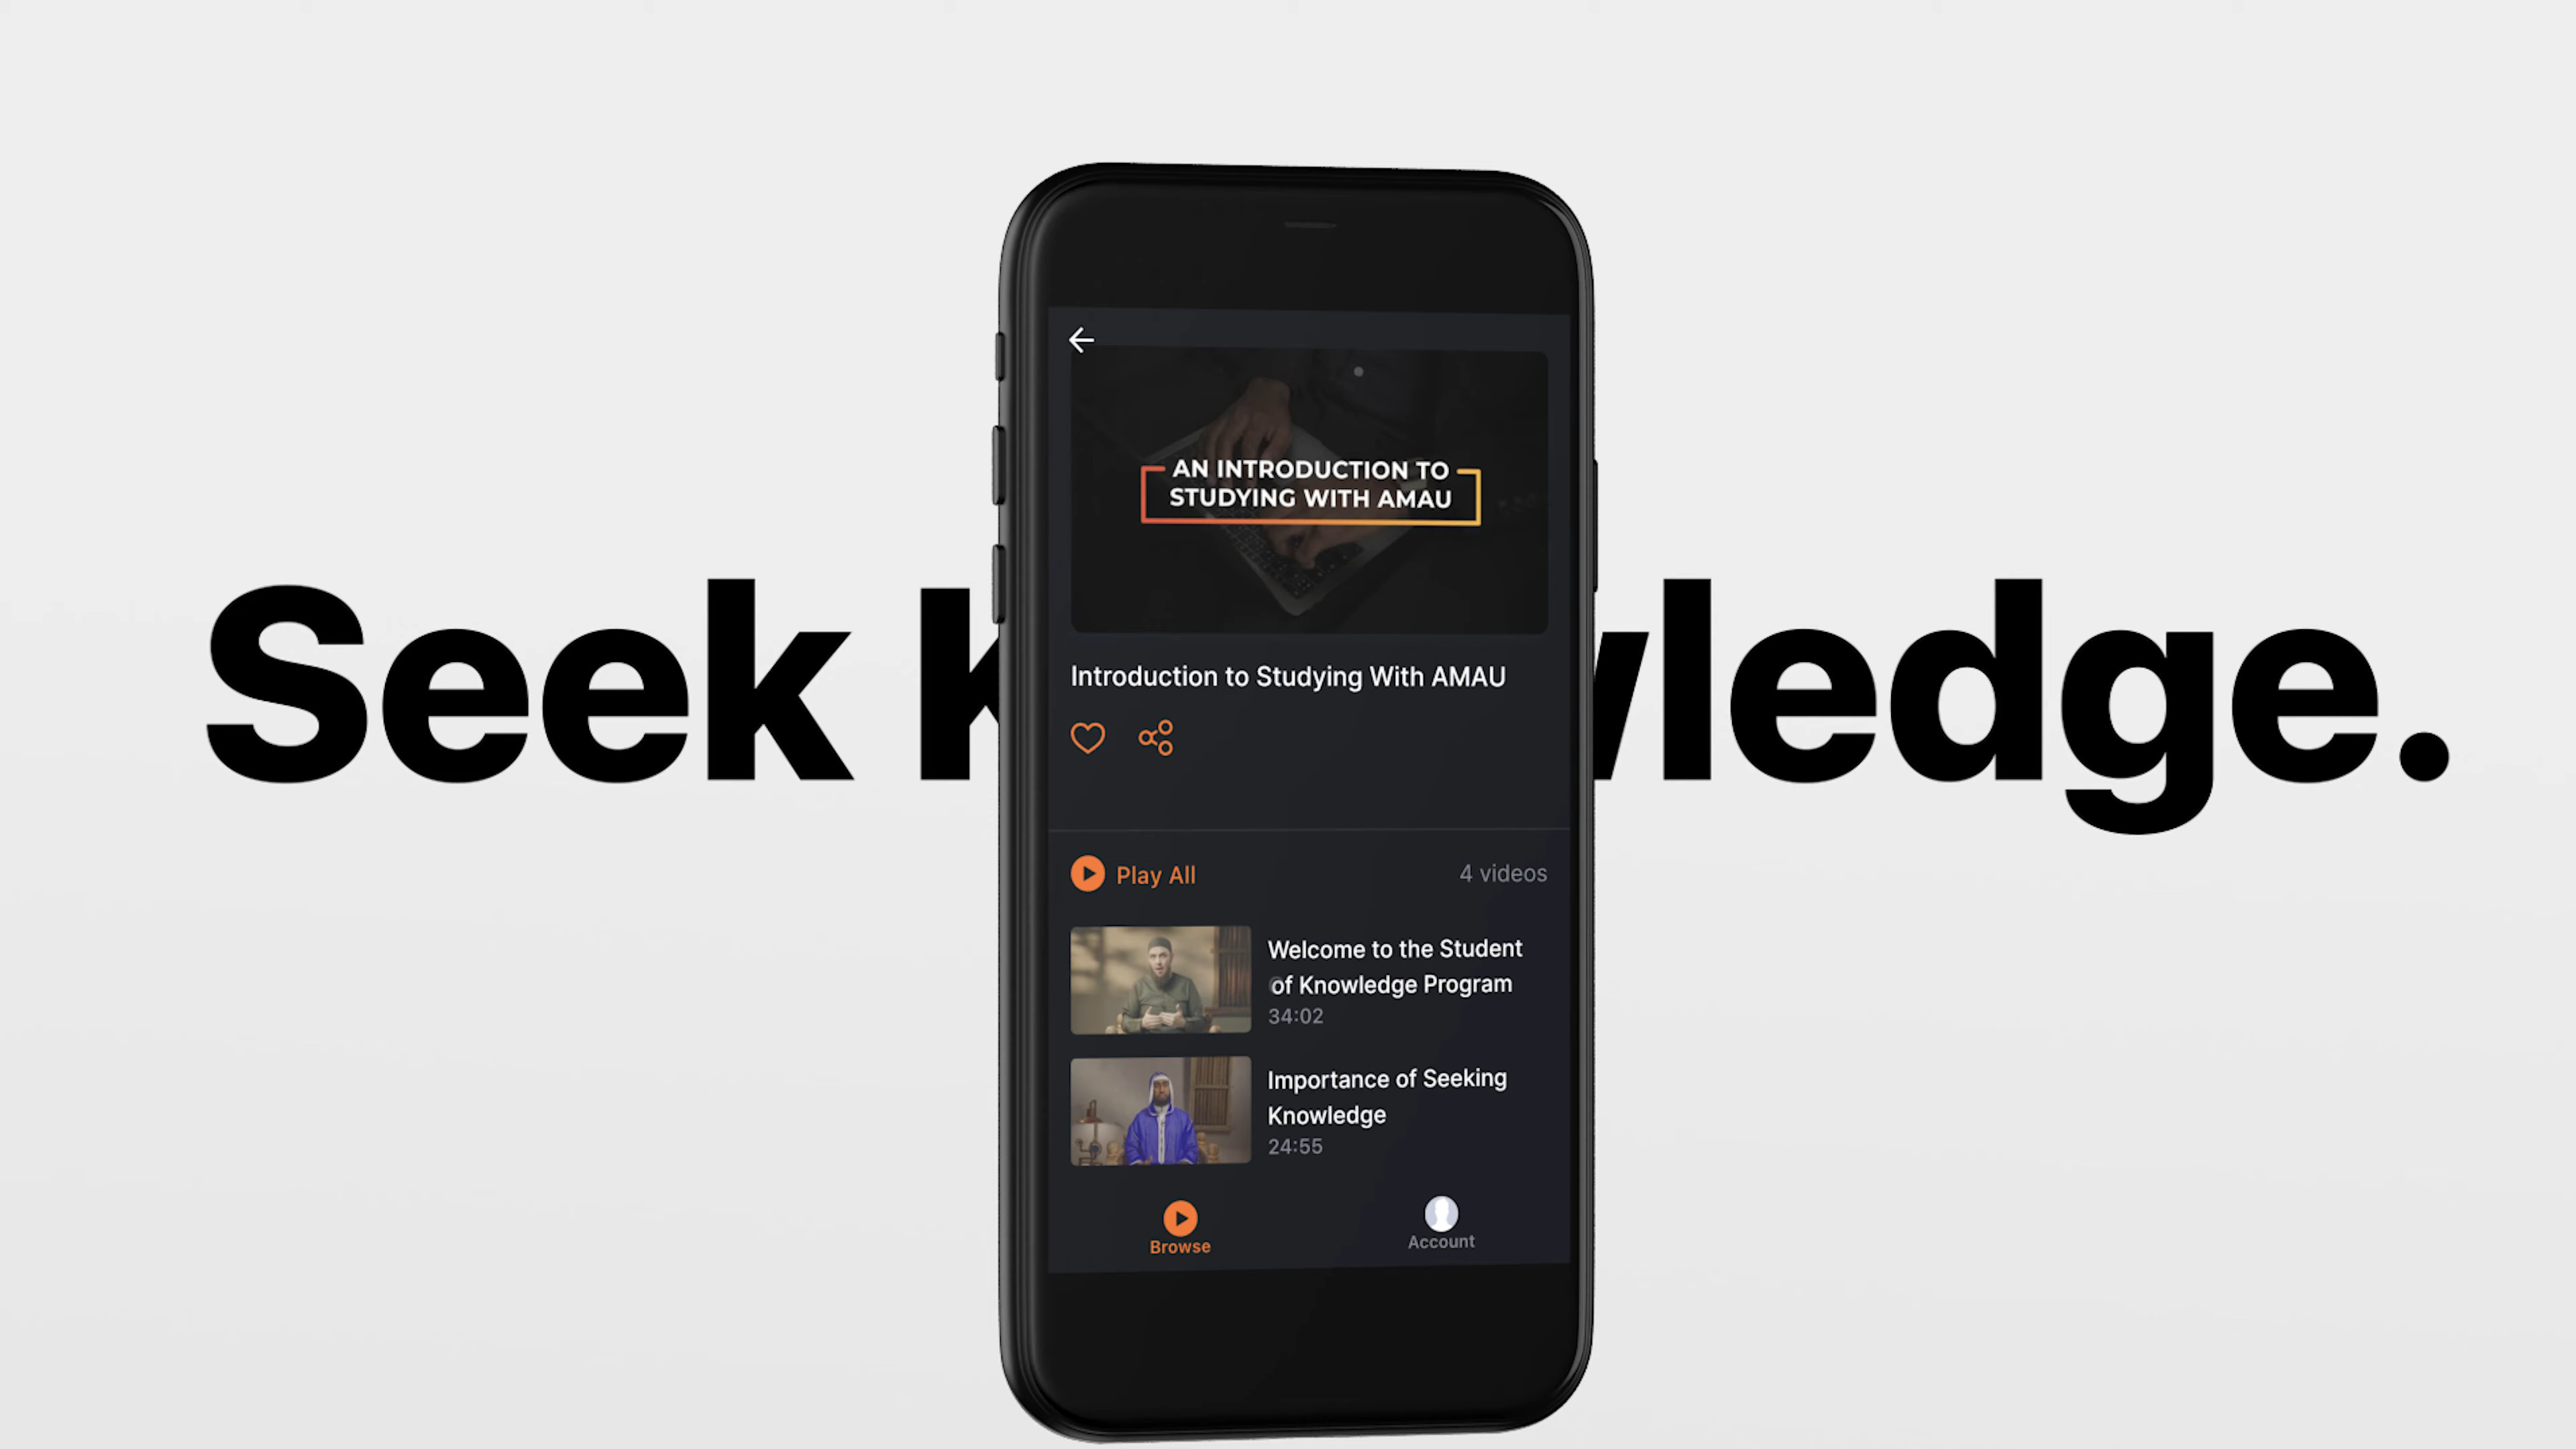 Seek K wledge.
AN INTRODUCTION TO
STUDYING WITH AMAU
Introduction to Studying With AMAU
Play All
4 videos
Welcome to the Student
of Knowledge Program
34:02
Importance of Seeking
Knowledge
24:55
Browse
Account